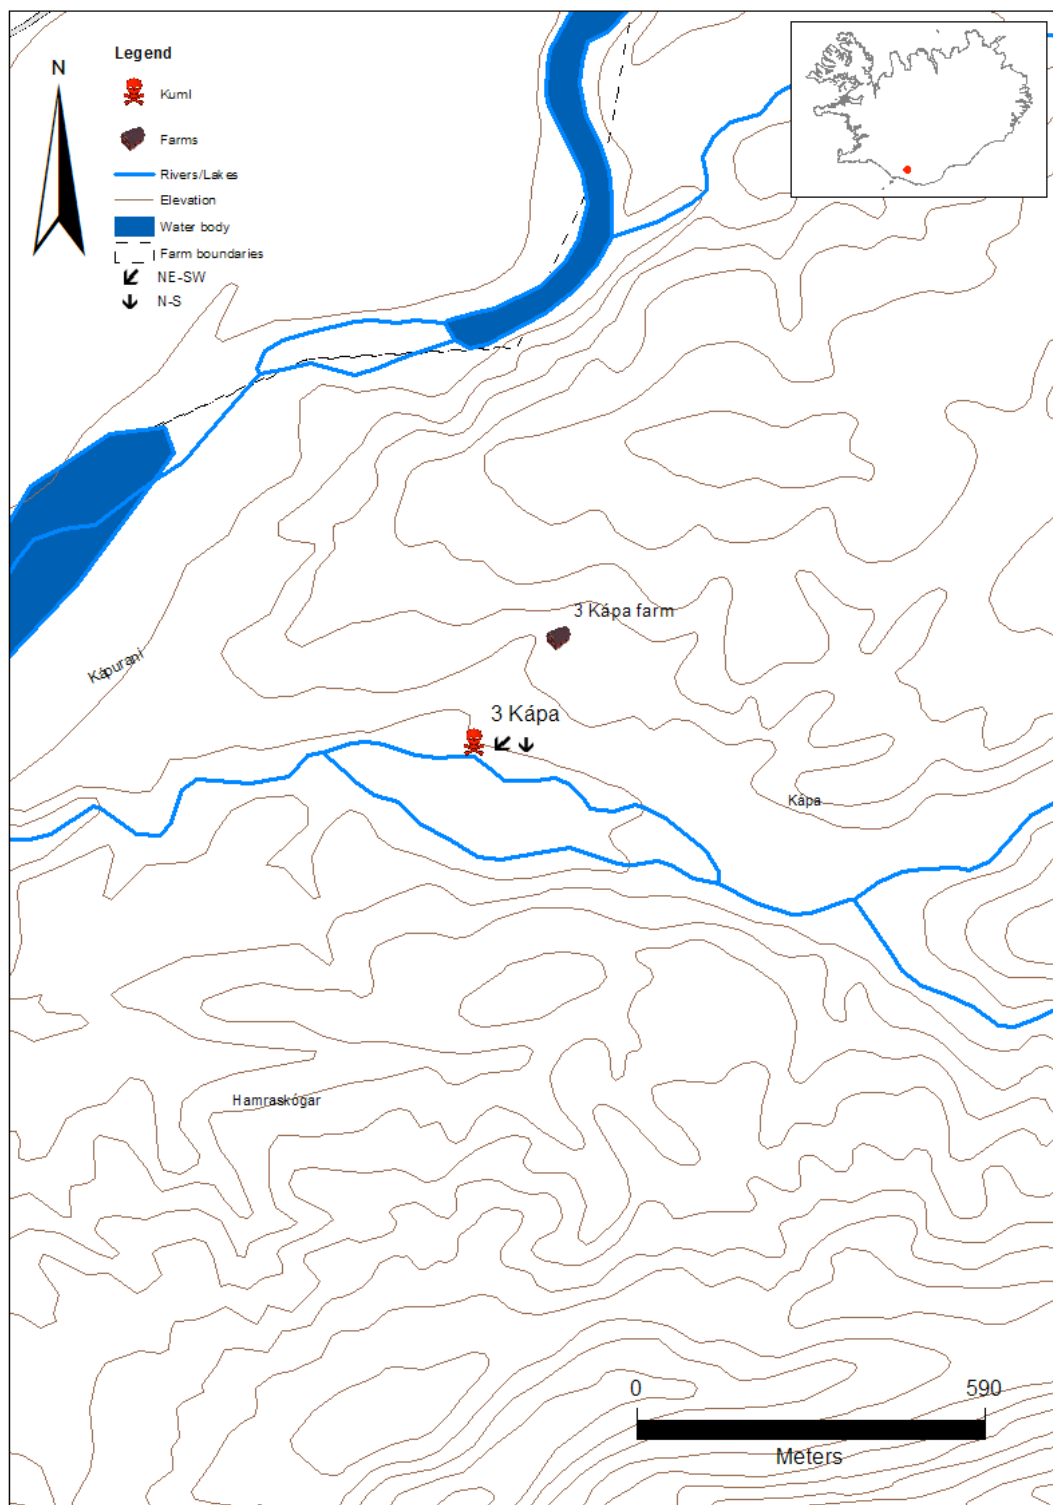 Legend
N
Kuml
Farms
Rivers/Lakes
Elevation
Water body
Farm boundaries
NE-SW
N-S
3 Kápa farm
Kápurani
3 Kápa
Kápa
Hamraskógar
0 590
Meters